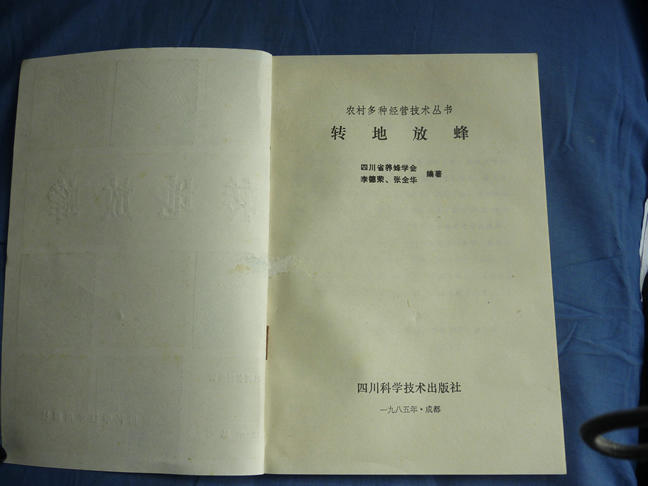 农村多种经营技术丛书
转地放蜂
四川省养蜂学会
李德荣、张全华 编著
四川科学技术出版社
一九八五年·成都